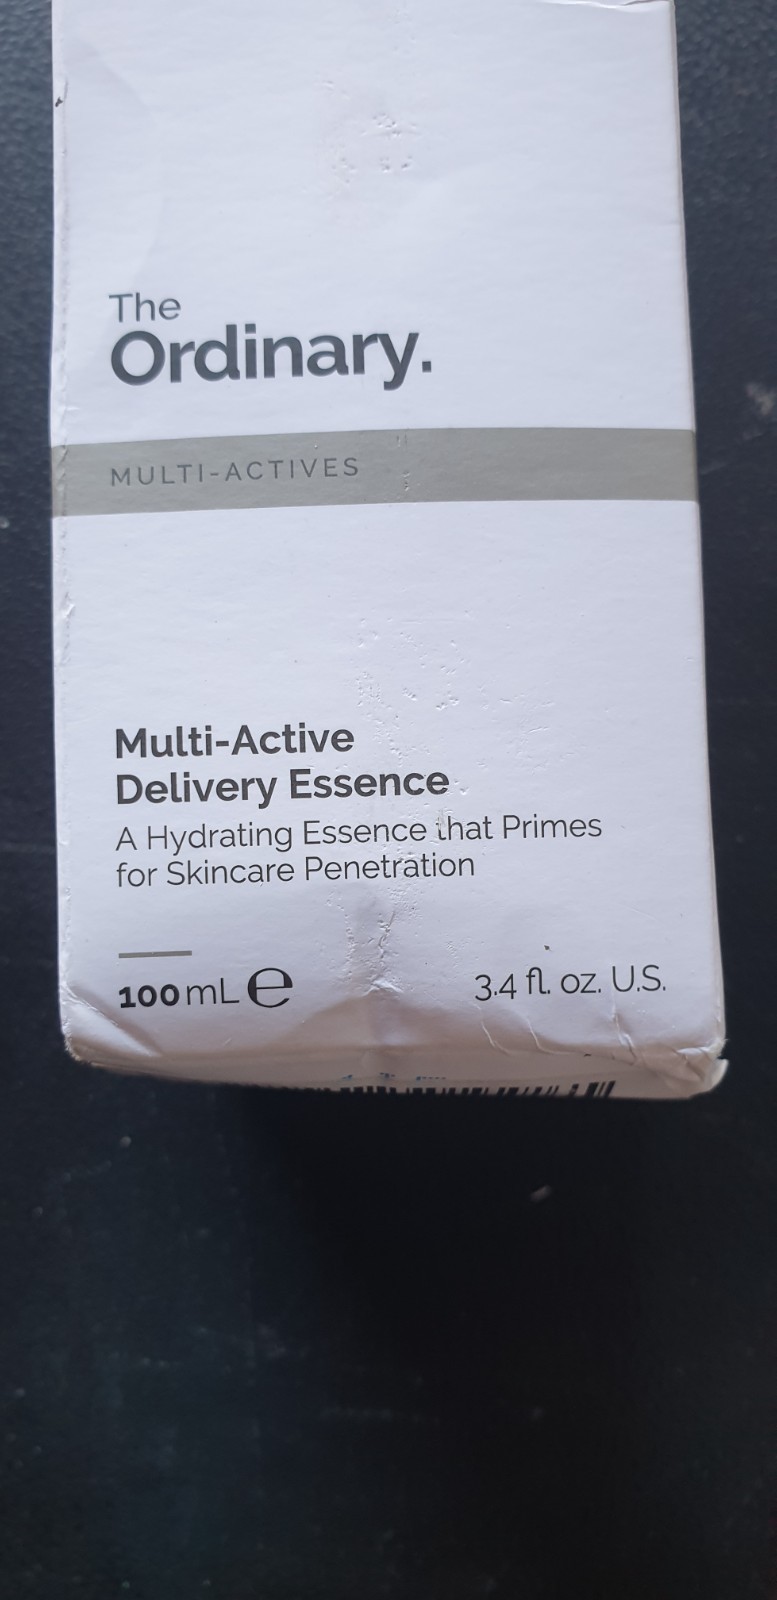 The
Ordinary.
MULTI-ACTIVES
Multi-Active
Delivery Essence
A Hydrating Essence that Primes
for Skincare Penetration
100 mL ℮
3.4 fl. oz. U.S.